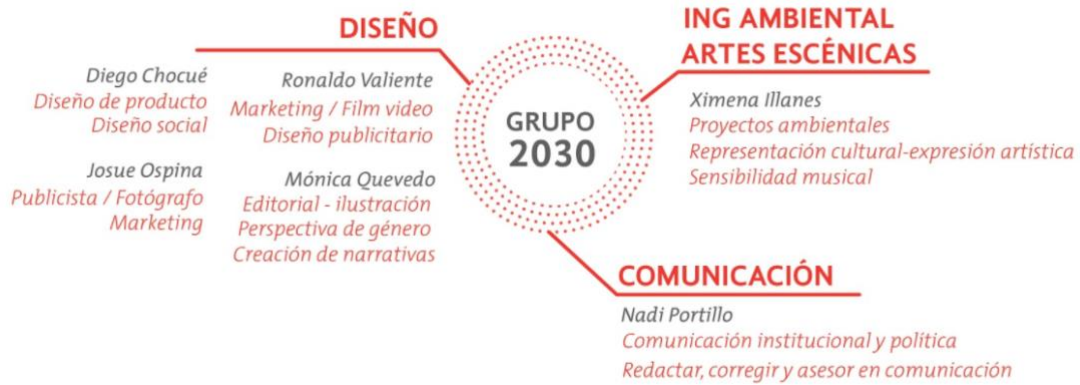 DISEÑO
Diego Chocué
Diseño de producto
Diseño social
Ronaldo Valiente
Marketing / Film video
Diseño publicitario
Josue Ospina
Publicista / Fotógrafo
Marketing
Mónica Quevedo
Editorial - ilustración
Perspectiva de género
Creación de narrativas
GRUPO
2030
ING AMBIENTAL
ARTES ESCÉNICAS
Ximena Illanes
Proyectos ambientales
Representación cultural-expresión artística
Sensibilidad musical
COMUNICACIÓN
Nadi Portillo
Comunicación institucional y política
Redactar, corregir y asesor en comunicación